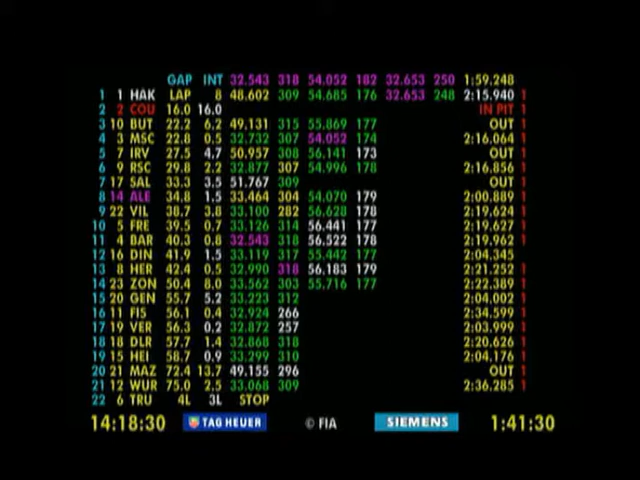 GAP INT 32.543 318 54.052 182 32.653 250 1:59.248
1 1 HAK LAP 8 48.602 309 54.685 176 32.653 248 2:15.940 1
2 2 COU 16.0 16.0 IN PIT 1
3 10 BUT 22.2 6.2 49.131 315 55.869 177 OUT 1
4 3 MSC 22.8 0.5 32.732 307 54.052 174 2:16.064 1
5 7 IRV 27.5 4.7 50.957 308 56.141 173 OUT 1
6 9 RSC 29.8 2.2 32.877 307 54.996 178 2:16.856 1
7 17 SAL 33.3 3.5 51.767 309 OUT 1
8 14 ALE 34.8 1.5 33.464 304 54.070 179 2:00.889 1
9 22 VIL 38.7 3.8 33.100 282 56.628 178 2:19.624 1
10 5 FRE 39.5 0.7 33.126 314 56.441 177 2:19.627 1
11 4 BAR 40.3 0.8 32.543 318 56.522 178 2:19.962 1
12 16 DIN 41.9 1.5 33.119 317 55.442 177 2:04.345
13 8 HER 42.4 0.5 32.990 318 56.183 179 2:21.252 1
14 23 ZON 50.4 8.0 33.562 303 55.716 177 2:22.389 1
15 20 GEN 55.7 5.2 33.223 312 2:04.002 1
16 11 FIS 56.1 0.4 32.924 266 2:34.599 1
17 19 VER 56.3 0.2 32.872 257 2:03.999 1
18 18 DLR 57.7 1.4 32.868 318 2:20.626 1
19 15 HEI 58.7 0.9 33.299 310 2:04.176 1
20 21 MAZ 72.4 13.7 49.155 296 OUT 1
21 12 WUR 75.0 2.5 33.068 309 2:36.285 1
22 6 TRU 4L 3L STOP
14:18:30 TAG HEUER © FIA SIEMENS 1:41:30